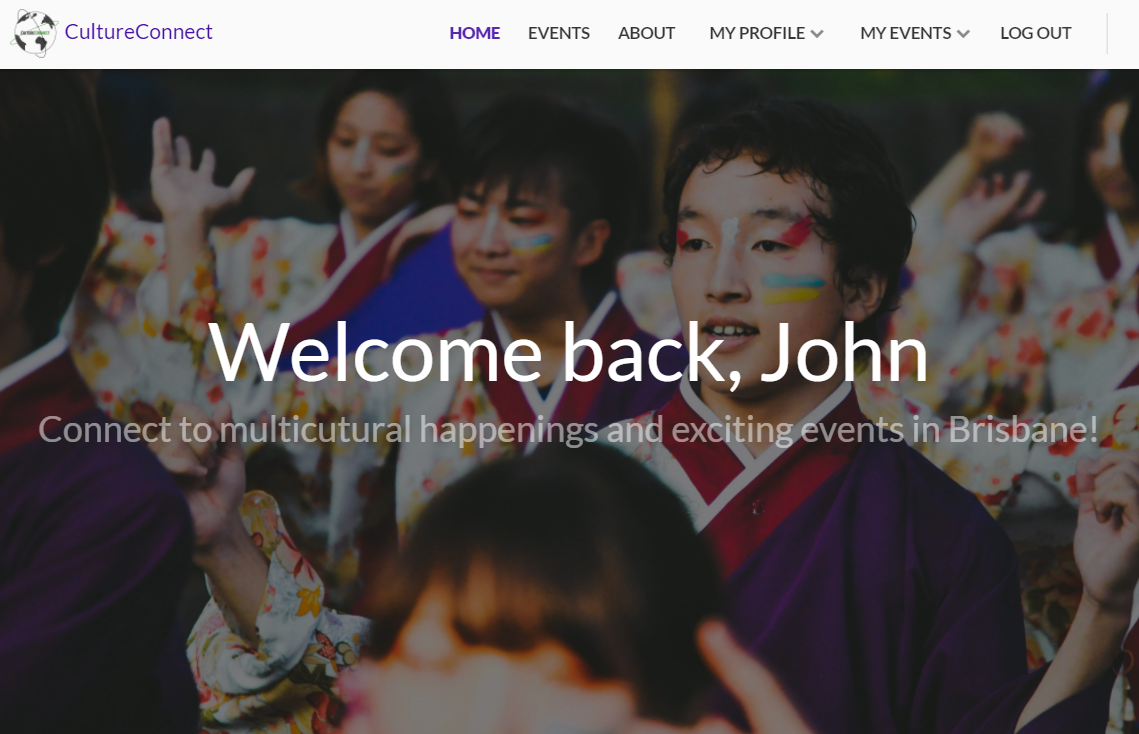 CultureConnect
HOME EVENTS ABOUT MY PROFILE MY EVENTS LOG OUT
Welcome back, John
Connect to multicutural happenings and exciting events in Brisbane!